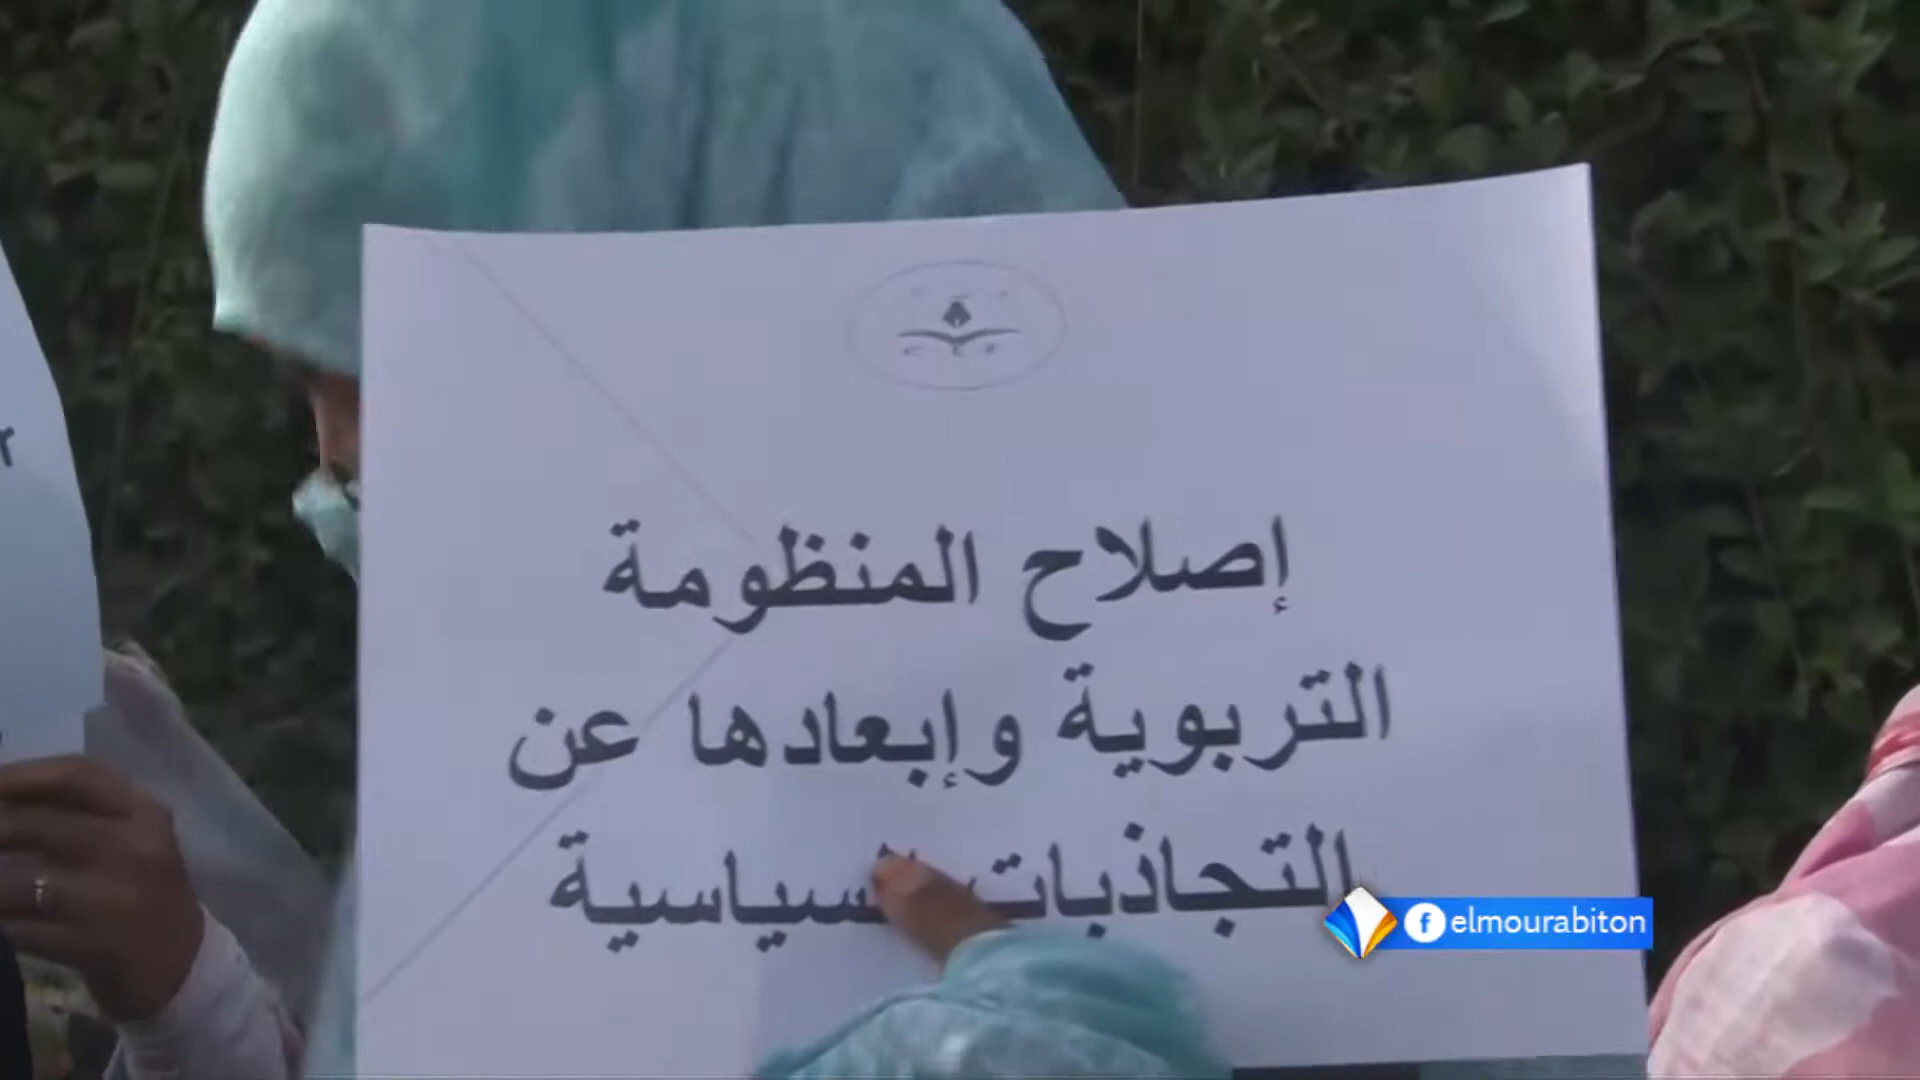 إصلاح المنظومة
التربوية وإبعادها عن
التجاذبات السياسية
elmourabiton